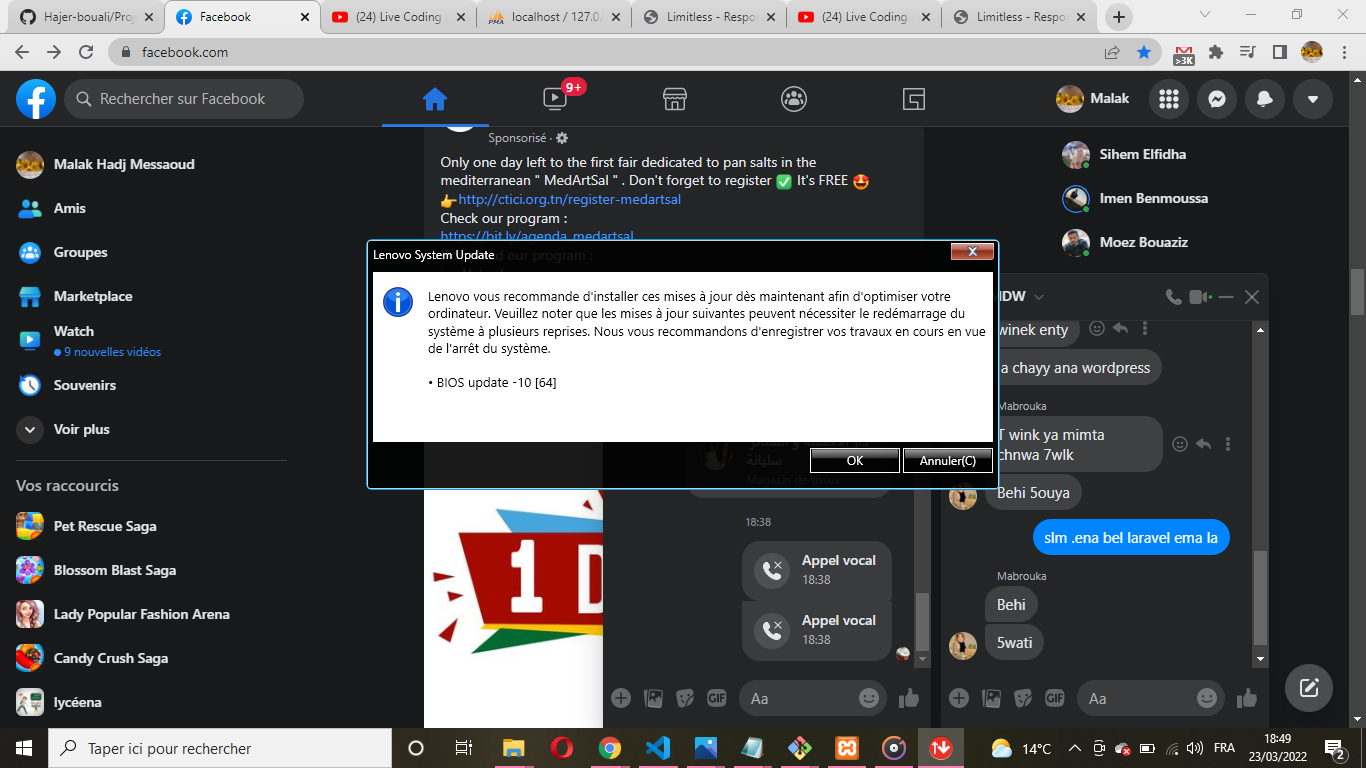 Hajer-bouali/Proj
Facebook
(24) Live Coding
localhost / 127.0.
Limitless - Respo
(24) Live Coding
Limitless - Respo
facebook.com
>3K
Rechercher sur Facebook
9+
Malak
Malak Hadj Messaoud
Amis
Groupes
Marketplace
Watch
9 nouvelles vidéos
Souvenirs
Voir plus
Vos raccourcis
Pet Rescue Saga
Blossom Blast Saga
Lady Popular Fashion Arena
Candy Crush Saga
lycéena
Sponsorisé ·
Only one day left to the first fair dedicated to pan salts in the
mediterranean " MedArtSal " . Don't forget to register ✅ It's FREE 🤩
👉http://ctici.org.tn/register-medartsal
Check our program :
https://bit.ly/agenda_medartsal
our program :
1 D
Lenovo System Update
X
Lenovo vous recommande d'installer ces mises à jour dès maintenant afin d'optimiser votre
ordinateur. Veuillez noter que les mises à jour suivantes peuvent nécessiter le redémarrage du
système à plusieurs reprises. Nous vous recommandons d'enregistrer vos travaux en cours en vue
de l'arrêt du système.
• BIOS update -10 [64]
OK
Annuler(C)
سليانة
Magasin de tissus
18:38
Appel vocal
18:38
Appel vocal
18:38
GIF
Aa
Sihem Elfidha
Imen Benmoussa
Moez Bouaziz
IDW
winek enty
a chayy ana wordpress
Mabrouka
T wink ya mimta
chnwa 7wlk
Behi 5ouya
slm .ena bel laravel ema la
Mabrouka
Behi
5wati
GIF
Aa
Taper ici pour rechercher
14°C
FRA
18:49
23/03/2022
2